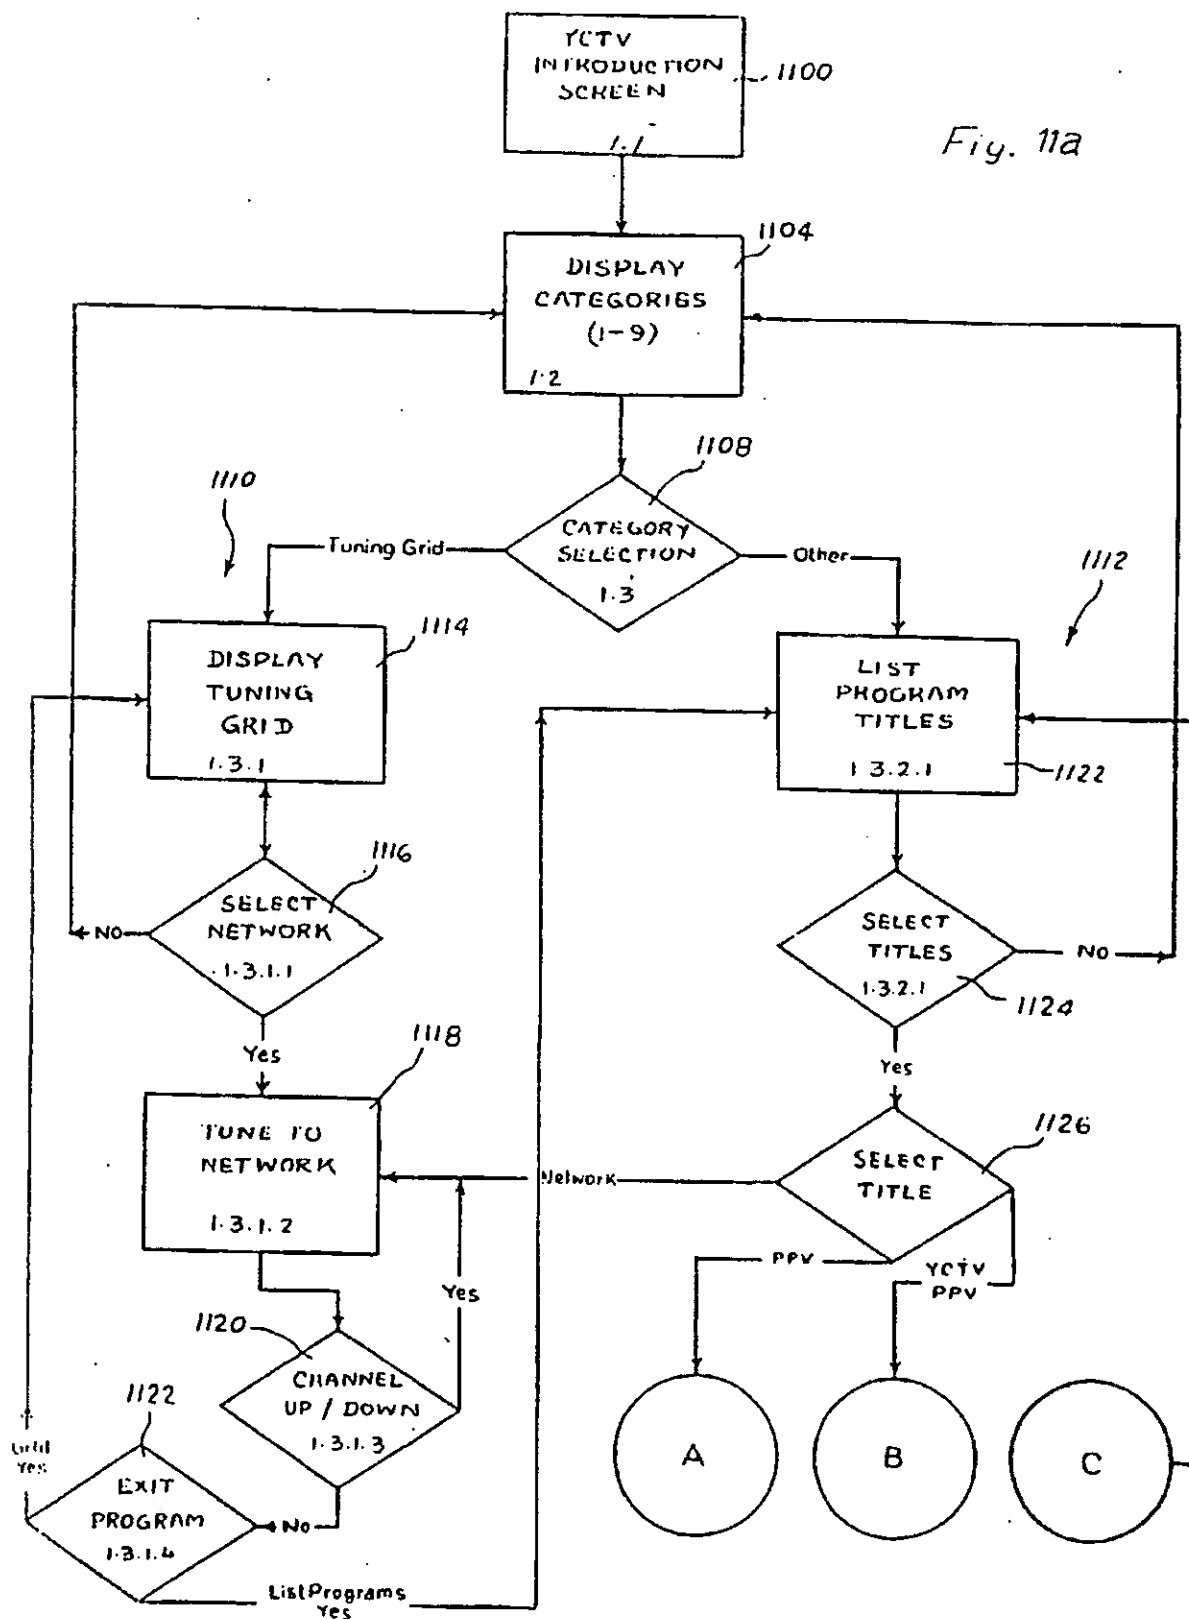 YCTV
INTRODUCTION
SCREEN
1.1
1100
Fig. 11a
1104
DISPLAY
CATEGORIES
(1-9)
1.2
1108
1110
CATEGORY
SELECTION
1.3
Tuning Grid
Other
1112
1114
DISPLAY
TUNING
GRID
1.3.1
LIST
PROGRAM
TITLES
1.3.2.1
1122
1116
SELECT
NETWORK
1.3.1.1
NO
SELECT
TITLES
1.3.2.1
NO
1124
Yes
1118
Yes
TUNE TO
NETWORK
1.3.1.2
Network
1126
SELECT
TITLE
PPV
YCTV
PPV
Yes
1120
CHANNEL
UP / DOWN
1.3.1.3
1122
Grid
Yes
EXIT
PROGRAM
1.3.1.4
No
A
B
C
List Programs
Yes